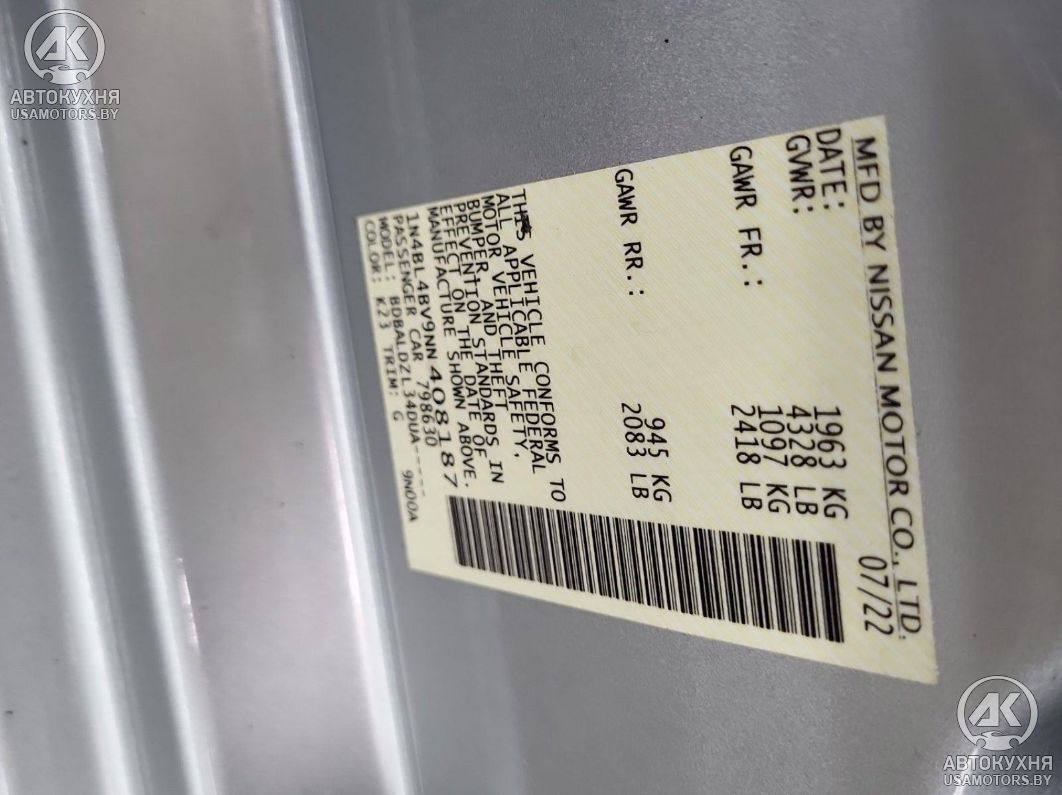 AK
АВТОКУХНЯ
USAMOTORS.BY
MFD BY NISSAN MOTOR CO., LTD.
DATE: 07/22
GVWR: 1963 KG
4328 LB
GAWR FR.: 1097 KG
2418 LB
GAWR RR.: 945 KG
2083 LB
THIS VEHICLE CONFORMS TO
ALL APPLICABLE FEDERAL
MOTOR VEHICLE SAFETY,
BUMPER, AND THEFT
PREVENTION STANDARDS IN
EFFECT ON THE DATE OF
MANUFACTURE SHOWN ABOVE.
1N4BL4BV9NN408187
PASSENGER CAR 798630
MODEL: BDBALDZL34DUA-----
COLOR: K23 TRIM: G 9N00A
AK
АВТОКУХНЯ
USAMOTORS.BY